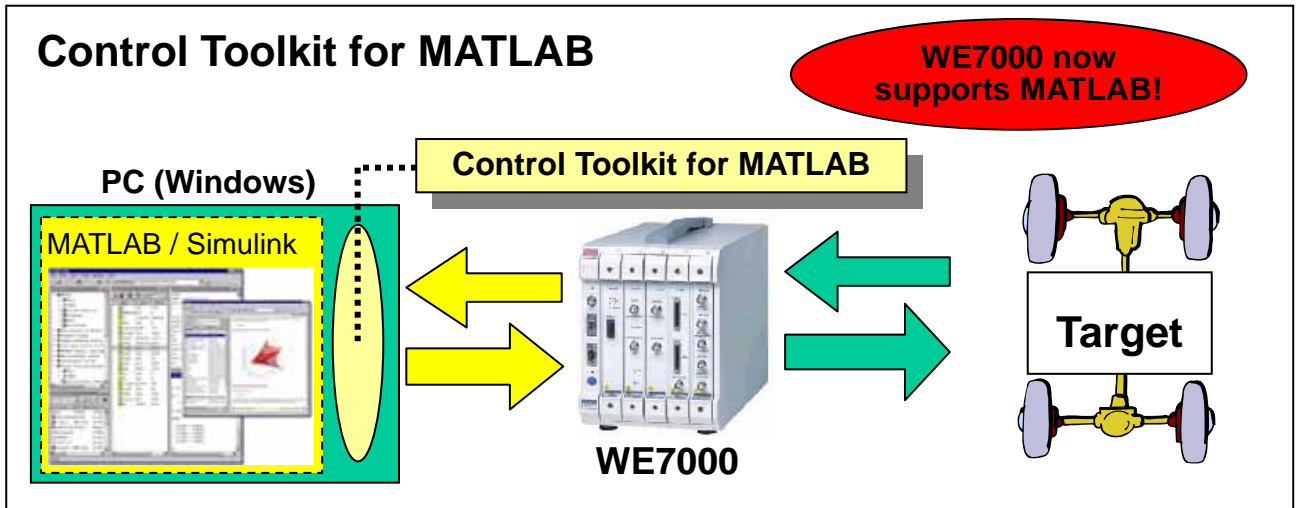 Control Toolkit for MATLAB
WE7000 now
supports MATLAB!
Control Toolkit for MATLAB
PC (Windows)
MATLAB / Simulink
Target
WE7000